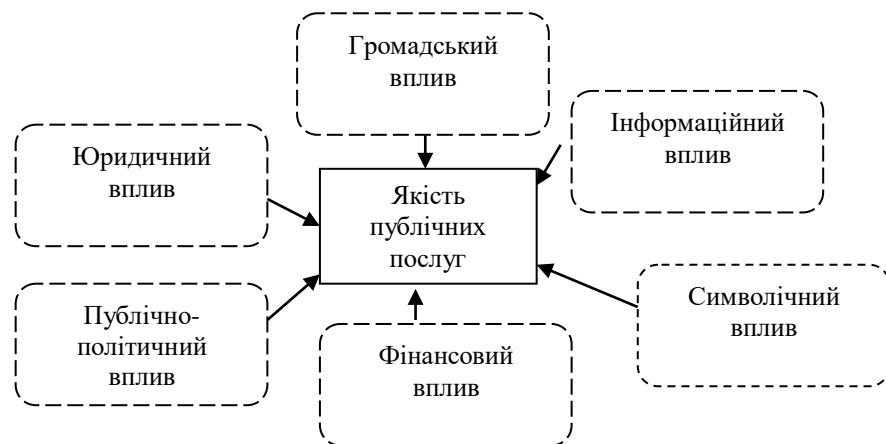 Громадський
вплив
Інформаційний
вплив
Юридичний
вплив
Якість
публічних
послуг
Символічний
вплив
Публічно-
політичний
вплив
Фінансовий
вплив